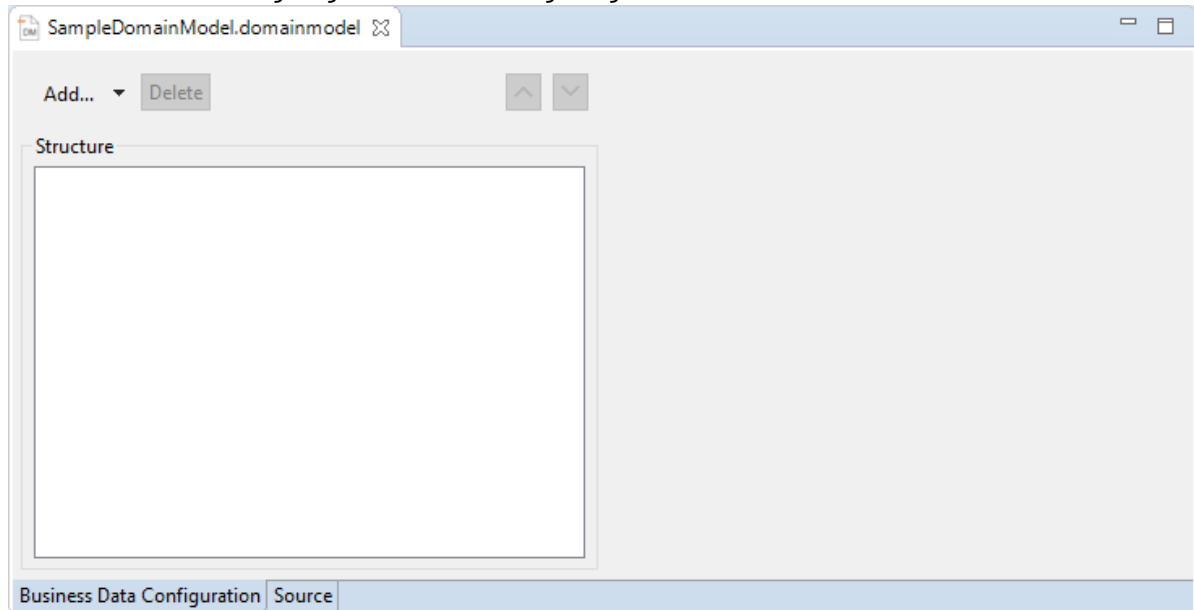 SampleDomainModel.domainmodel
Add... Delete
Structure
Business Data Configuration Source